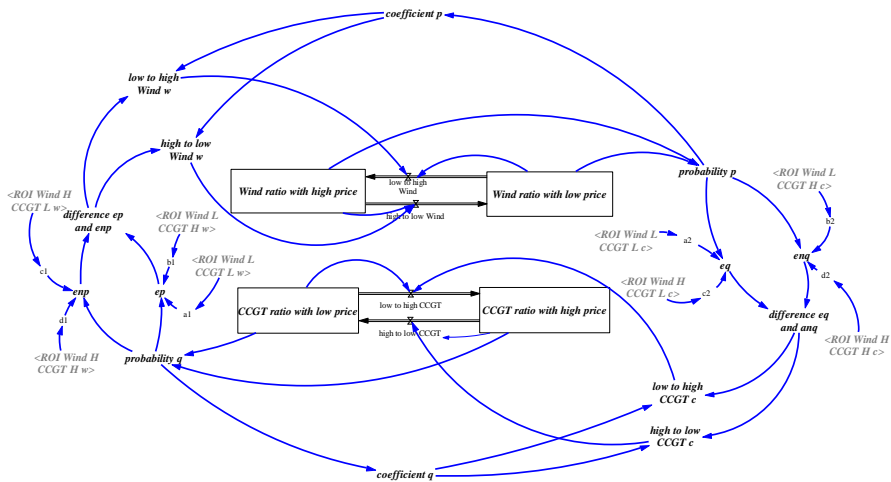 coefficient p
low to high
Wind w
high to low
Wind w
Wind ratio with high price
low to high
Wind
high to low Wind
Wind ratio with low price
probability p
<ROI Wind L
CCGT H c>
b2
<ROI Wind H
CCGT L w>
difference ep
and enp
<ROI Wind L
CCGT H w>
b1
<ROI Wind L
CCGT L w>
c1
enp
ep
a1
d1
<ROI Wind H
CCGT H w>
probability q
<ROI Wind L
CCGT L c>
a2
eq
enq
<ROI Wind H
CCGT L c>
c2
d2
difference eq
and anq
<ROI Wind H
CCGT H c>
CCGT ratio with low price
low to high CCGT
high to low CCGT
CCGT ratio with high price
low to high
CCGT c
high to low
CCGT c
coefficient q